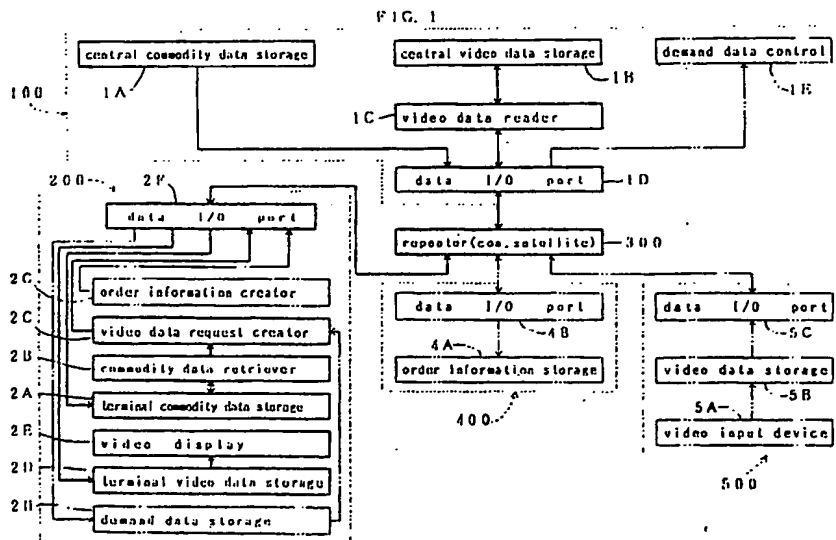 FIG. 1
central commodity data storage
central video data storage
demand data control
1A
1B
1E
100
1C
video data reader
200
2F
data I/O port
1D
data I/O port
repeater(com.satellite)
300
2G
order information creator
data I/O port
4B
data I/O port
5C
2C
video data request creator
2B
commodity data retriever
4A
order information storage
video data storage
5B
2A
terminal commodity data storage
400
5A
video input device
2E
video display
500
2D
terminal video data storage
2H
demand data storage